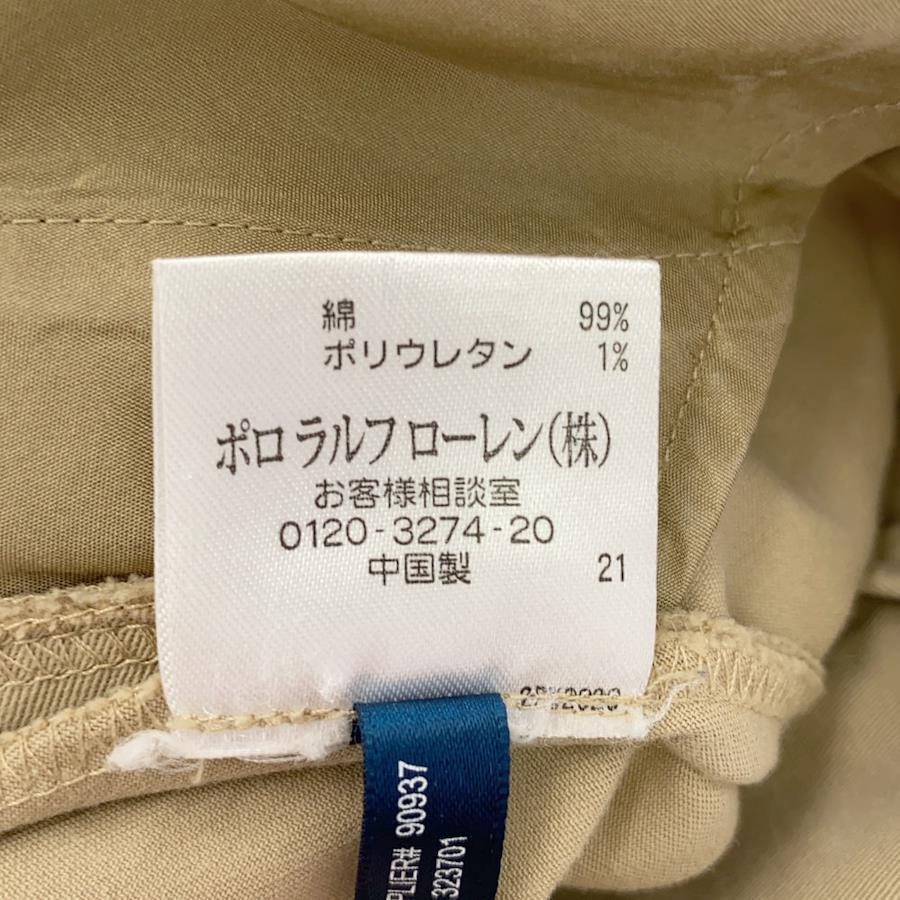 綿 99%
ポリウレタン 1%
ポロ ラルフ ローレン(株)
お客様相談室
0120-3274-20
中国製 21
PLIER# 90937
323701